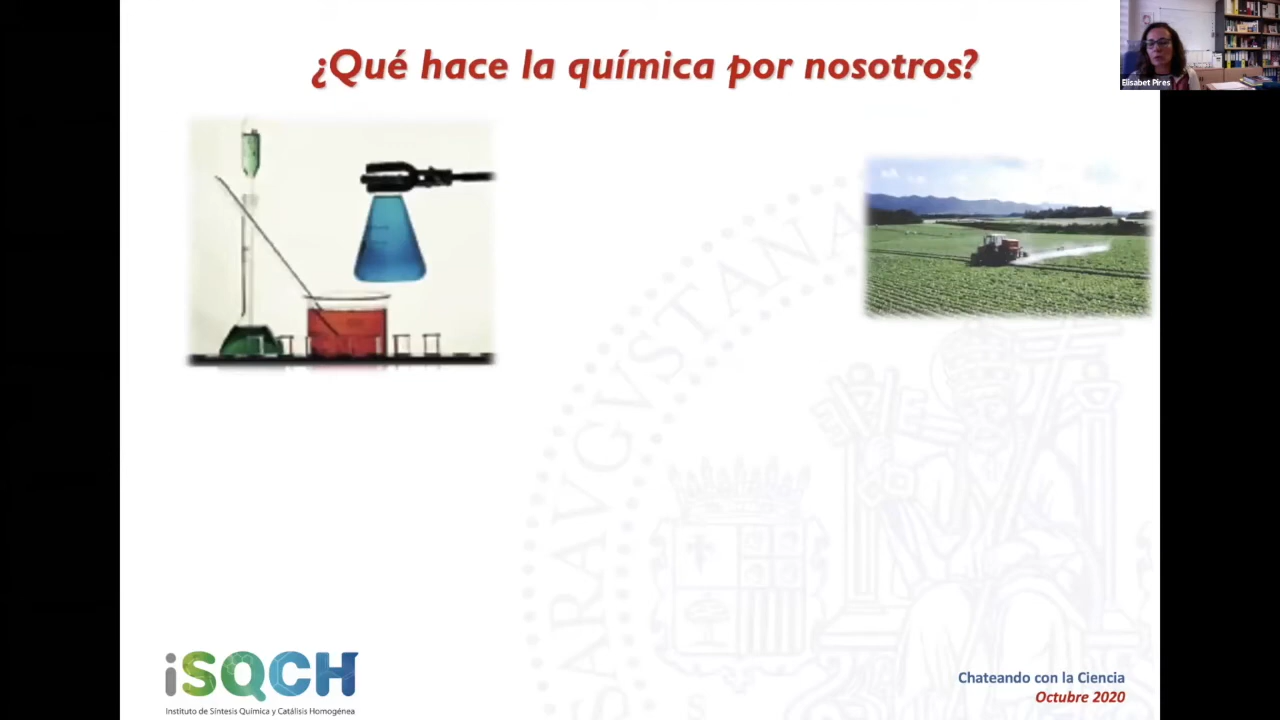 ¿Qué hace la química por nosotros?
Elisabet Pires
SARAVGVSTANA
S
iSQCH
Instituto de Síntesis Química y Catálisis Homogénea
Chateando con la Ciencia
Octubre 2020